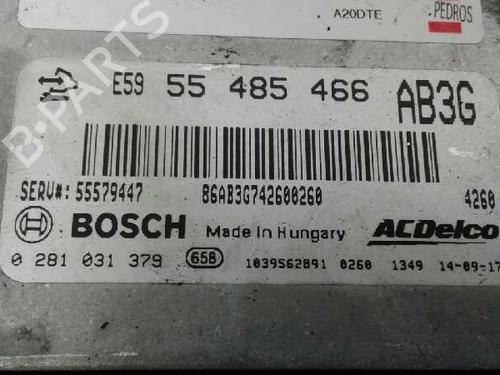 A20DTE PEDROS
E59 55 485 466 AB3G
SERV#: 55579447 86AB3G742600260 4260
BOSCH Made in Hungary ACDelco
0 281 031 379 658 1039S62891 0260 1349 14-09-17
B-PARTS